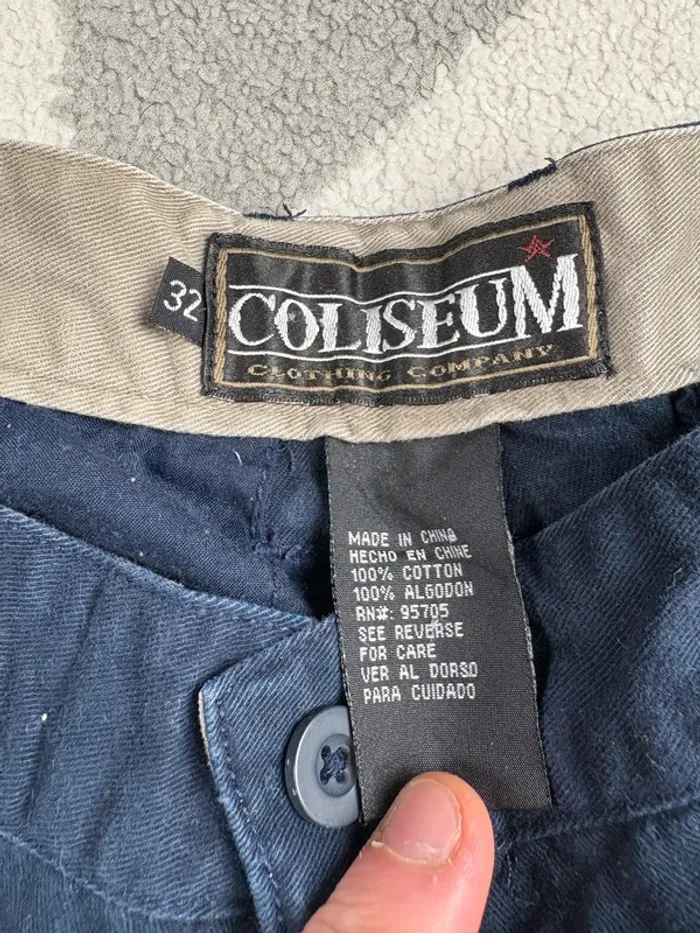 32
COLISEUM
CLOTHING COMPANY
MADE IN CHINA
HECHO EN CHINE
100% COTTON
100% ALGODON
RN#: 95705
SEE REVERSE
FOR CARE
VER AL DORSO
PARA CUIDADO